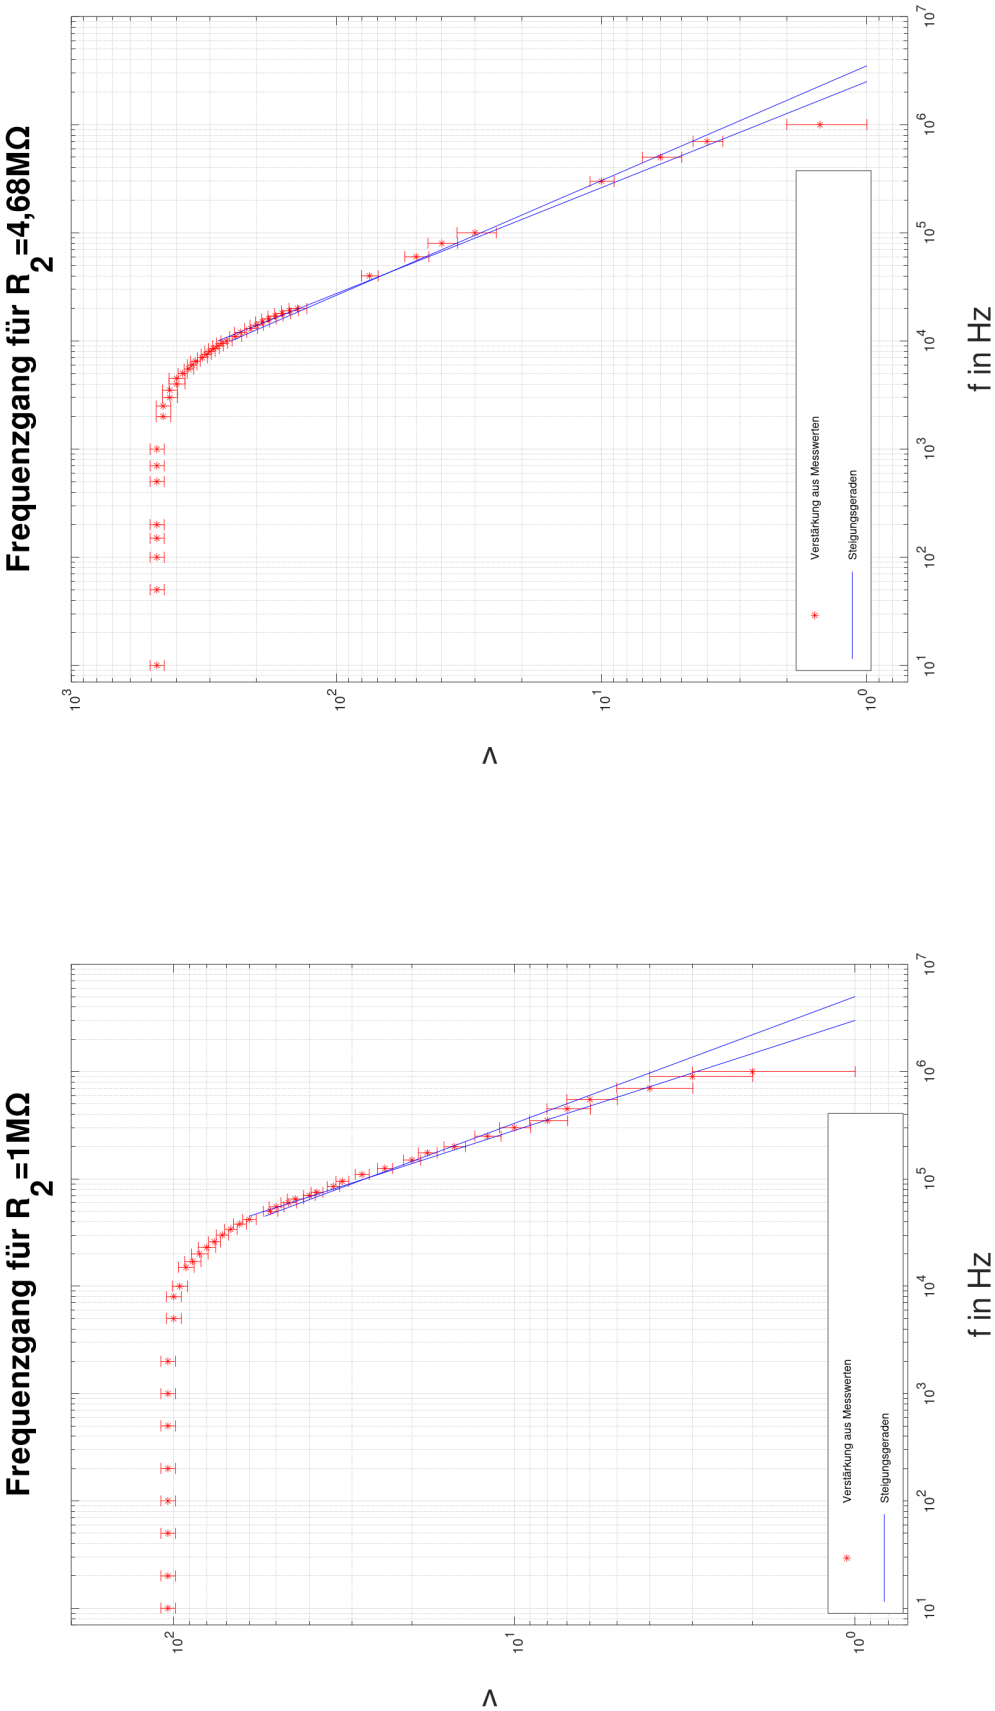 Frequenzgang für R2=1MΩ
v
10^2
10^1
10^0
10^1
10^2
10^3
10^4
10^5
10^6
10^7
f in Hz
Verstärkung aus Messwerten
Steigungsgeraden
Frequenzgang für R2=4,68MΩ
v
10^3
10^2
10^1
10^0
10^1
10^2
10^3
10^4
10^5
10^6
10^7
f in Hz
Verstärkung aus Messwerten
Steigungsgeraden